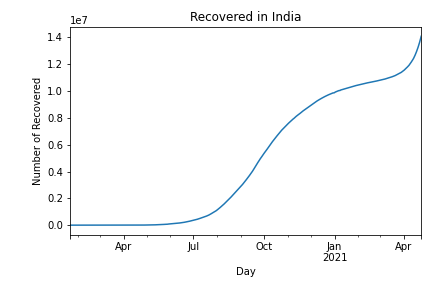 Recovered in India
1e7
1.4
1.2
1.0
0.8
0.6
0.4
0.2
0.0
Number of Recovered
Apr Jul Oct Jan Apr
2021
Day